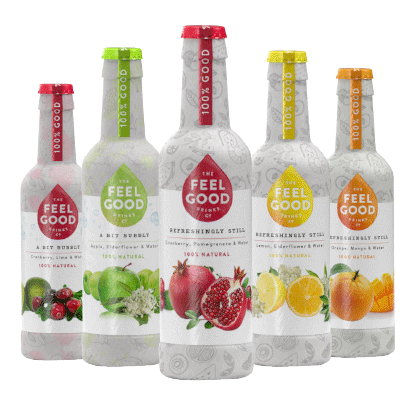 100% GOOD
THE
FEEL
GOOD
DRINKS
CO
A BIT BUBBLY
Cranberry, Lime & Water
100% NATURAL
100% GOOD
THE
FEEL
GOOD
DRINKS
CO
A BIT BUBBLY
Apple, Elderflower & Water
100% NATURAL
100% GOOD
THE
FEEL
GOOD
DRINKS
CO
REFRESHINGLY STILL
Cranberry, Pomegranate & Water
100% NATURAL
100% GOOD
THE
FEEL
GOOD
DRINKS
CO
REFRESHINGLY STILL
Lemon, Elderflower & Water
100% NATURAL
100% GOOD
THE
FEEL
GOOD
DRINKS
CO
REFRESHINGLY STILL
Orange, Mango & Water
100% NATURAL